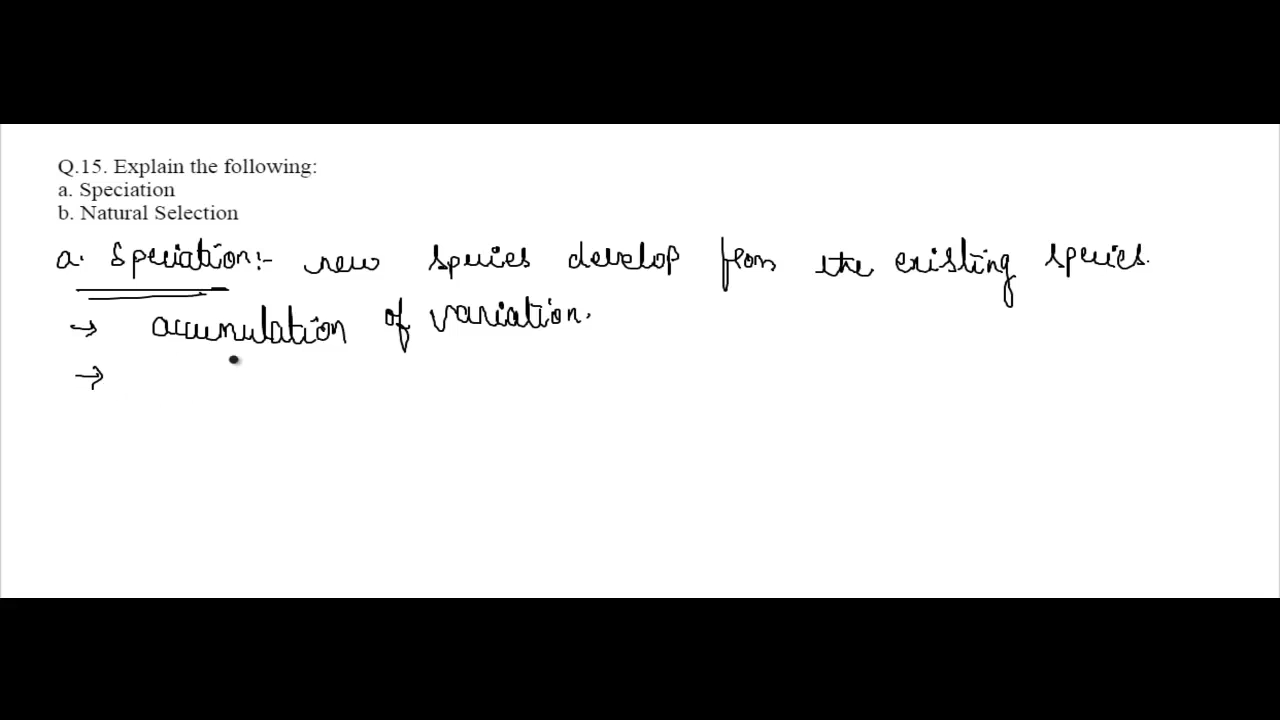 Q.15. Explain the following:
a. Speciation
b. Natural Selection
a. Speciation:- new species develop from the existing species.
→ accumulation of variation.
→